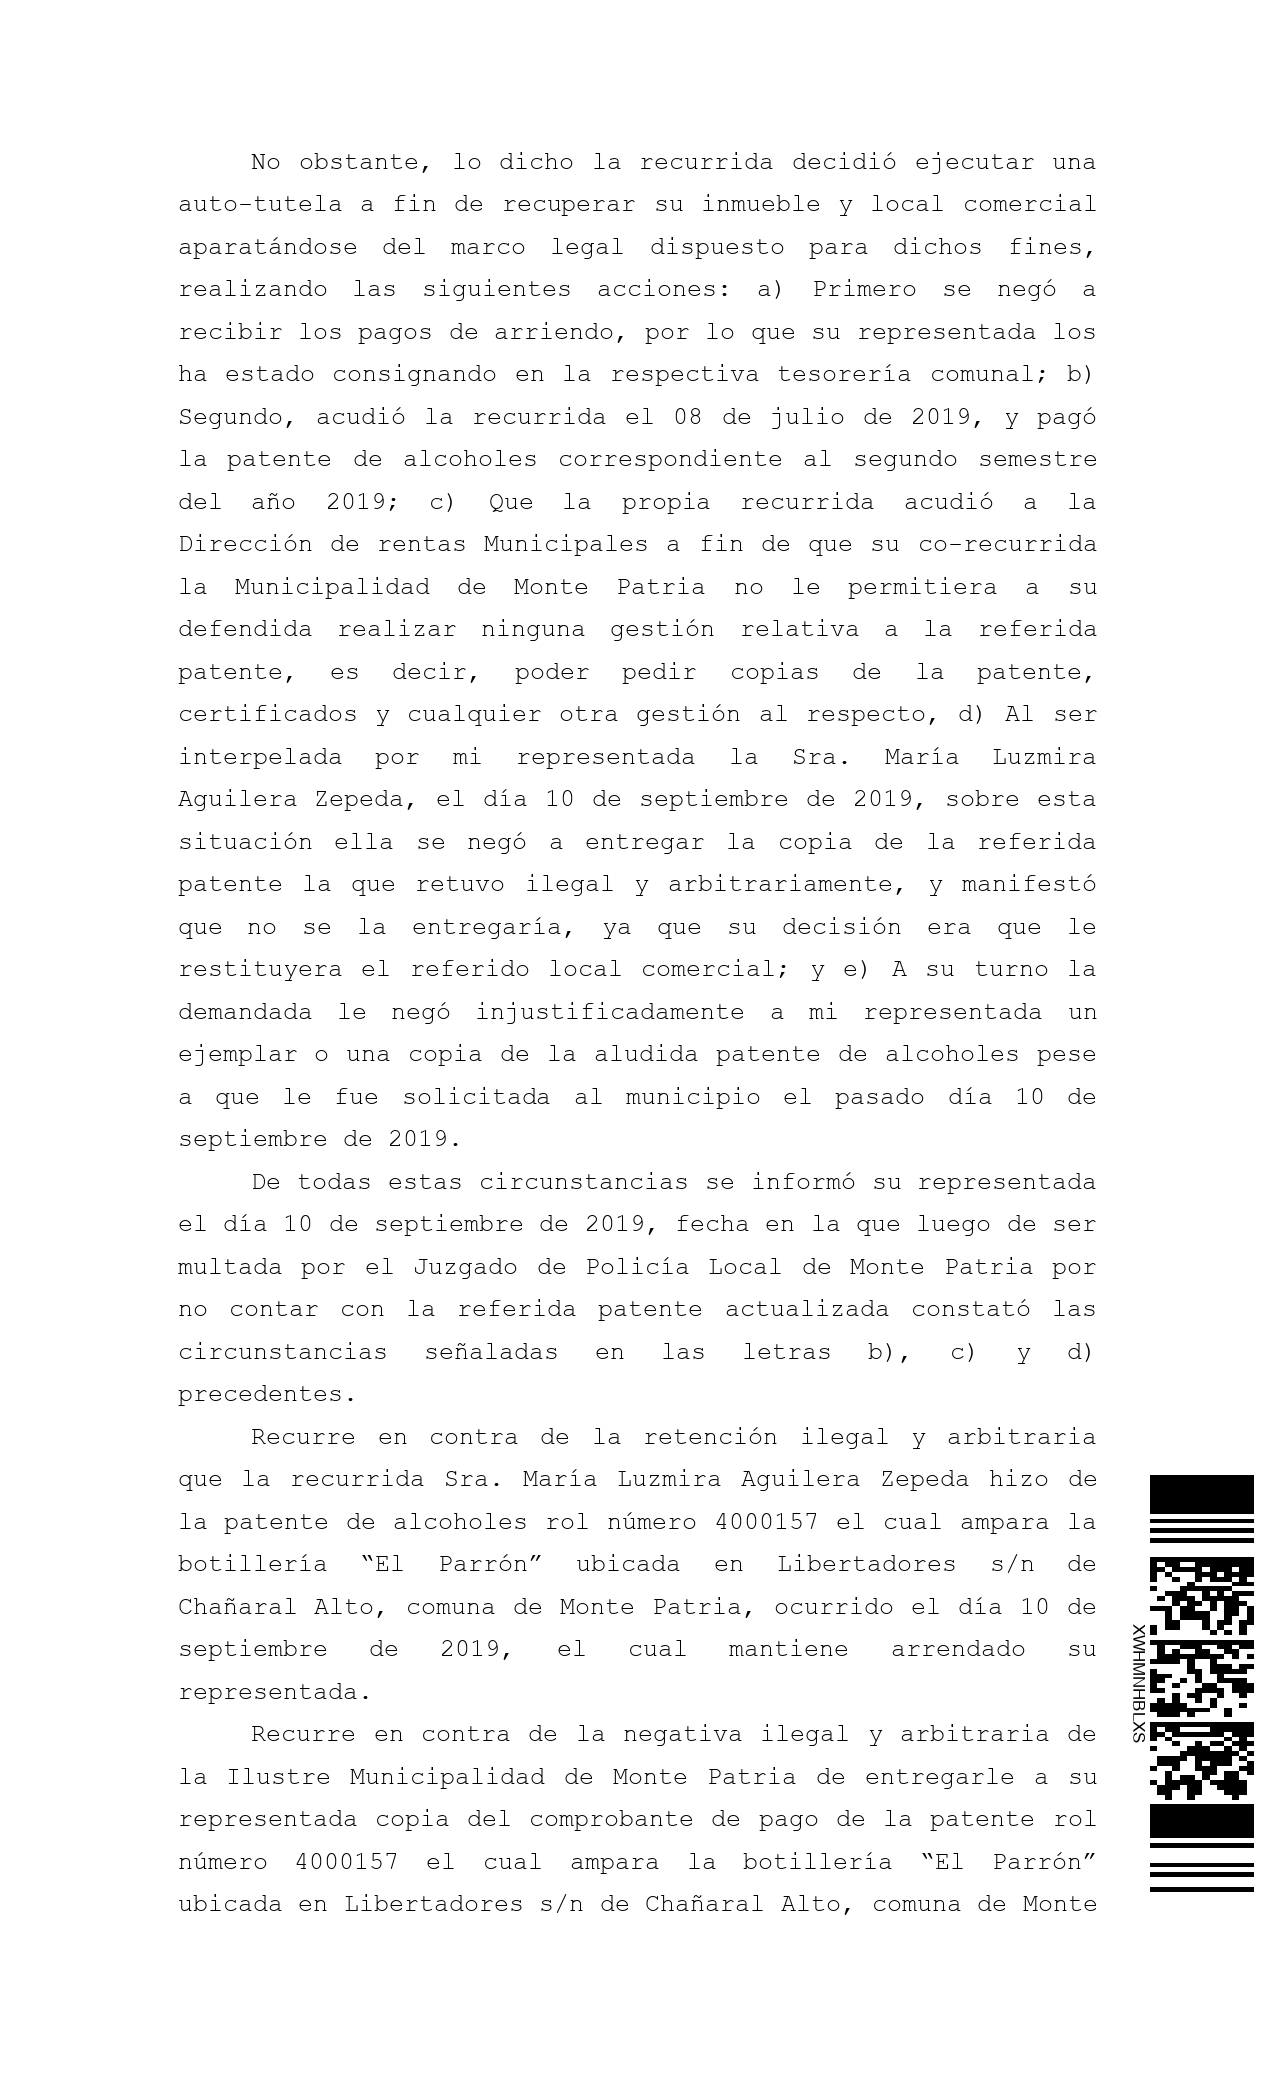 No obstante, lo dicho la recurrida decidió ejecutar una
auto-tutela a fin de recuperar su inmueble y local comercial
aparatándose del marco legal dispuesto para dichos fines,
realizando las siguientes acciones: a) Primero se negó a
recibir los pagos de arriendo, por lo que su representada los
ha estado consignando en la respectiva tesorería comunal; b)
Segundo, acudió la recurrida el 08 de julio de 2019, y pagó
la patente de alcoholes correspondiente al segundo semestre
del año 2019; c) Que la propia recurrida acudió a la
Dirección de rentas Municipales a fin de que su co-recurrida
la Municipalidad de Monte Patria no le permitiera a su
defendida realizar ninguna gestión relativa a la referida
patente, es decir, poder pedir copias de la patente,
certificados y cualquier otra gestión al respecto, d) Al ser
interpelada por mi representada la Sra. María Luzmira
Aguilera Zepeda, el día 10 de septiembre de 2019, sobre esta
situación ella se negó a entregar la copia de la referida
patente la que retuvo ilegal y arbitrariamente, y manifestó
que no se la entregaría, ya que su decisión era que le
restituyera el referido local comercial; y e) A su turno la
demandada le negó injustificadamente a mi representada un
ejemplar o una copia de la aludida patente de alcoholes pese
a que le fue solicitada al municipio el pasado día 10 de
septiembre de 2019.
De todas estas circunstancias se informó su representada
el día 10 de septiembre de 2019, fecha en la que luego de ser
multada por el Juzgado de Policía Local de Monte Patria por
no contar con la referida patente actualizada constató las
circunstancias señaladas en las letras b), c) y d)
precedentes.
Recurre en contra de la retención ilegal y arbitraria
que la recurrida Sra. María Luzmira Aguilera Zepeda hizo de
la patente de alcoholes rol número 4000157 el cual ampara la
botillería “El Parrón” ubicada en Libertadores s/n de
Chañaral Alto, comuna de Monte Patria, ocurrido el día 10 de
septiembre de 2019, el cual mantiene arrendado su
representada.
Recurre en contra de la negativa ilegal y arbitraria de
la Ilustre Municipalidad de Monte Patria de entregarle a su
representada copia del comprobante de pago de la patente rol
número 4000157 el cual ampara la botillería “El Parrón”
ubicada en Libertadores s/n de Chañaral Alto, comuna de Monte
XWHMNHBLXS